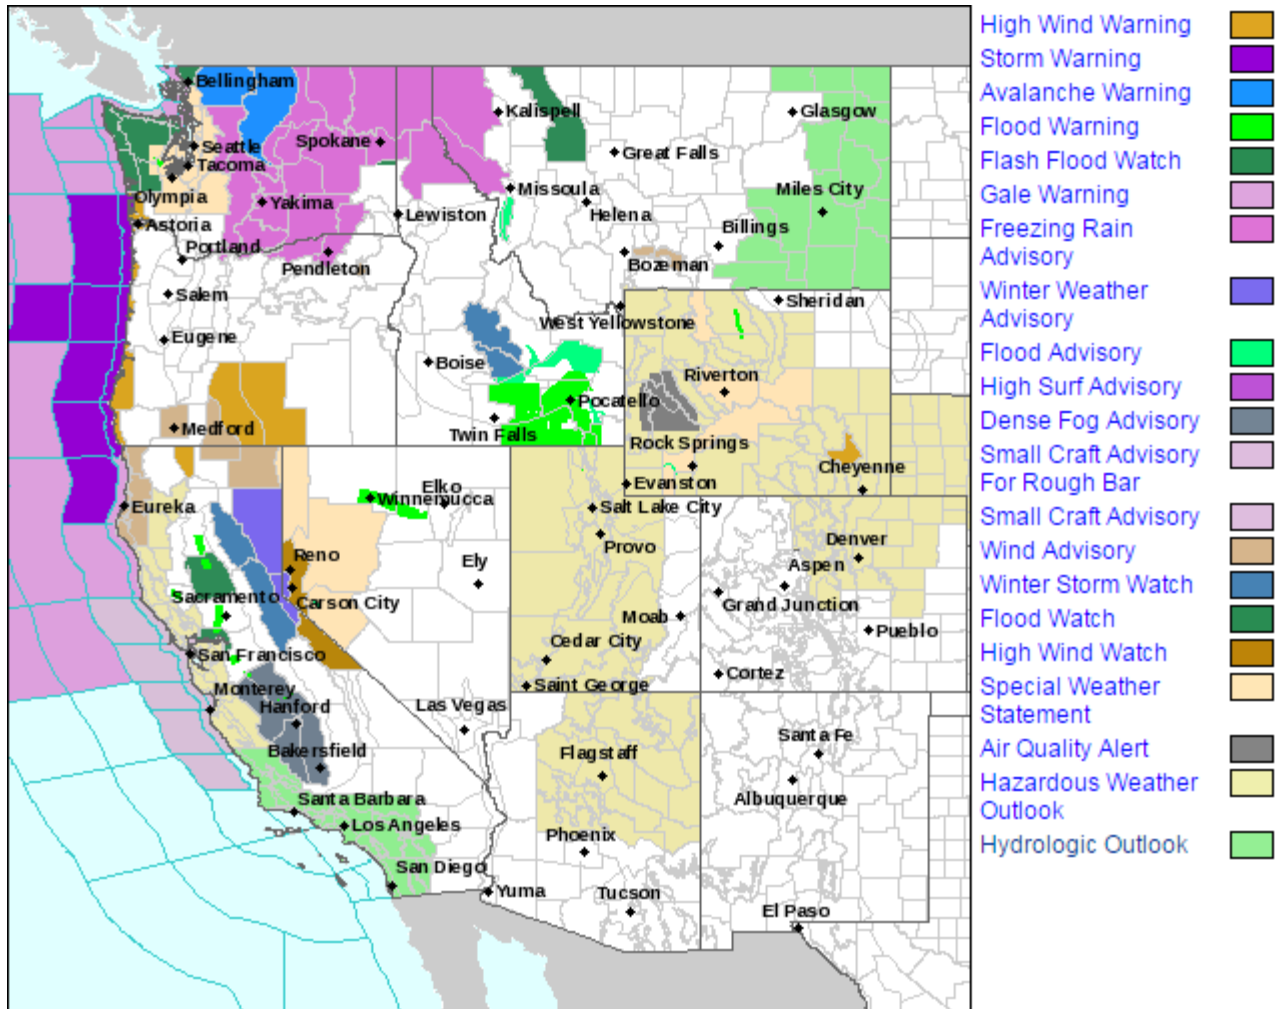 High Wind Warning
Storm Warning
Avalanche Warning
Flood Warning
Flash Flood Watch
Gale Warning
Freezing Rain
Advisory
Winter Weather
Advisory
Flood Advisory
High Surf Advisory
Dense Fog Advisory
Small Craft Advisory
For Rough Bar
Small Craft Advisory
Wind Advisory
Winter Storm Watch
Flood Watch
High Wind Watch
Special Weather
Statement
Air Quality Alert
Hazardous Weather
Outlook
Hydrologic Outlook
Bellingham
Kalispell
Glasgow
Seattle
Spokane
Great Falls
Tacoma
Olympia
Missoula
Miles City
Yakima
Lewiston
Helena
Astoria
Billings
Portland
Pendleton
Bozeman
Salem
Sheridan
West Yellowstone
Eugene
Boise
Riverton
Pocatello
Medford
Twin Falls
Rock Springs
Cheyenne
Evanston
Elko
Winnemucca
Eureka
Salt Lake City
Provo
Denver
Reno
Ely
Aspen
Sacramento
Carson City
Grand Junction
Moab
Pueblo
San Francisco
Cedar City
Cortez
Monterey
Saint George
Hanford
Las Vegas
Bakersfield
Flagstaff
Santa Fe
Albuquerque
Santa Barbara
Los Angeles
Phoenix
San Diego
Yuma
Tucson
El Paso